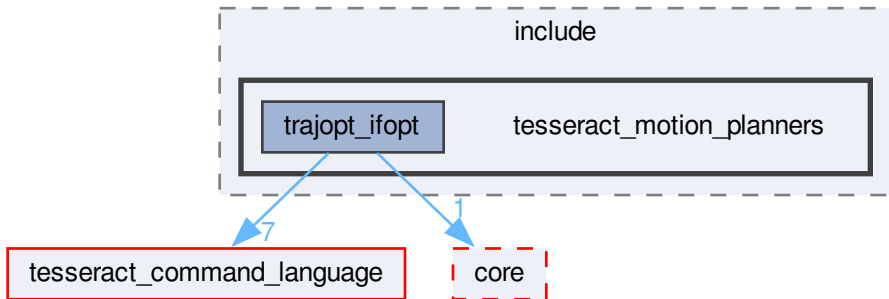 include
trajopt_ifopt
tesseract_motion_planners
7
1
tesseract_command_language
core